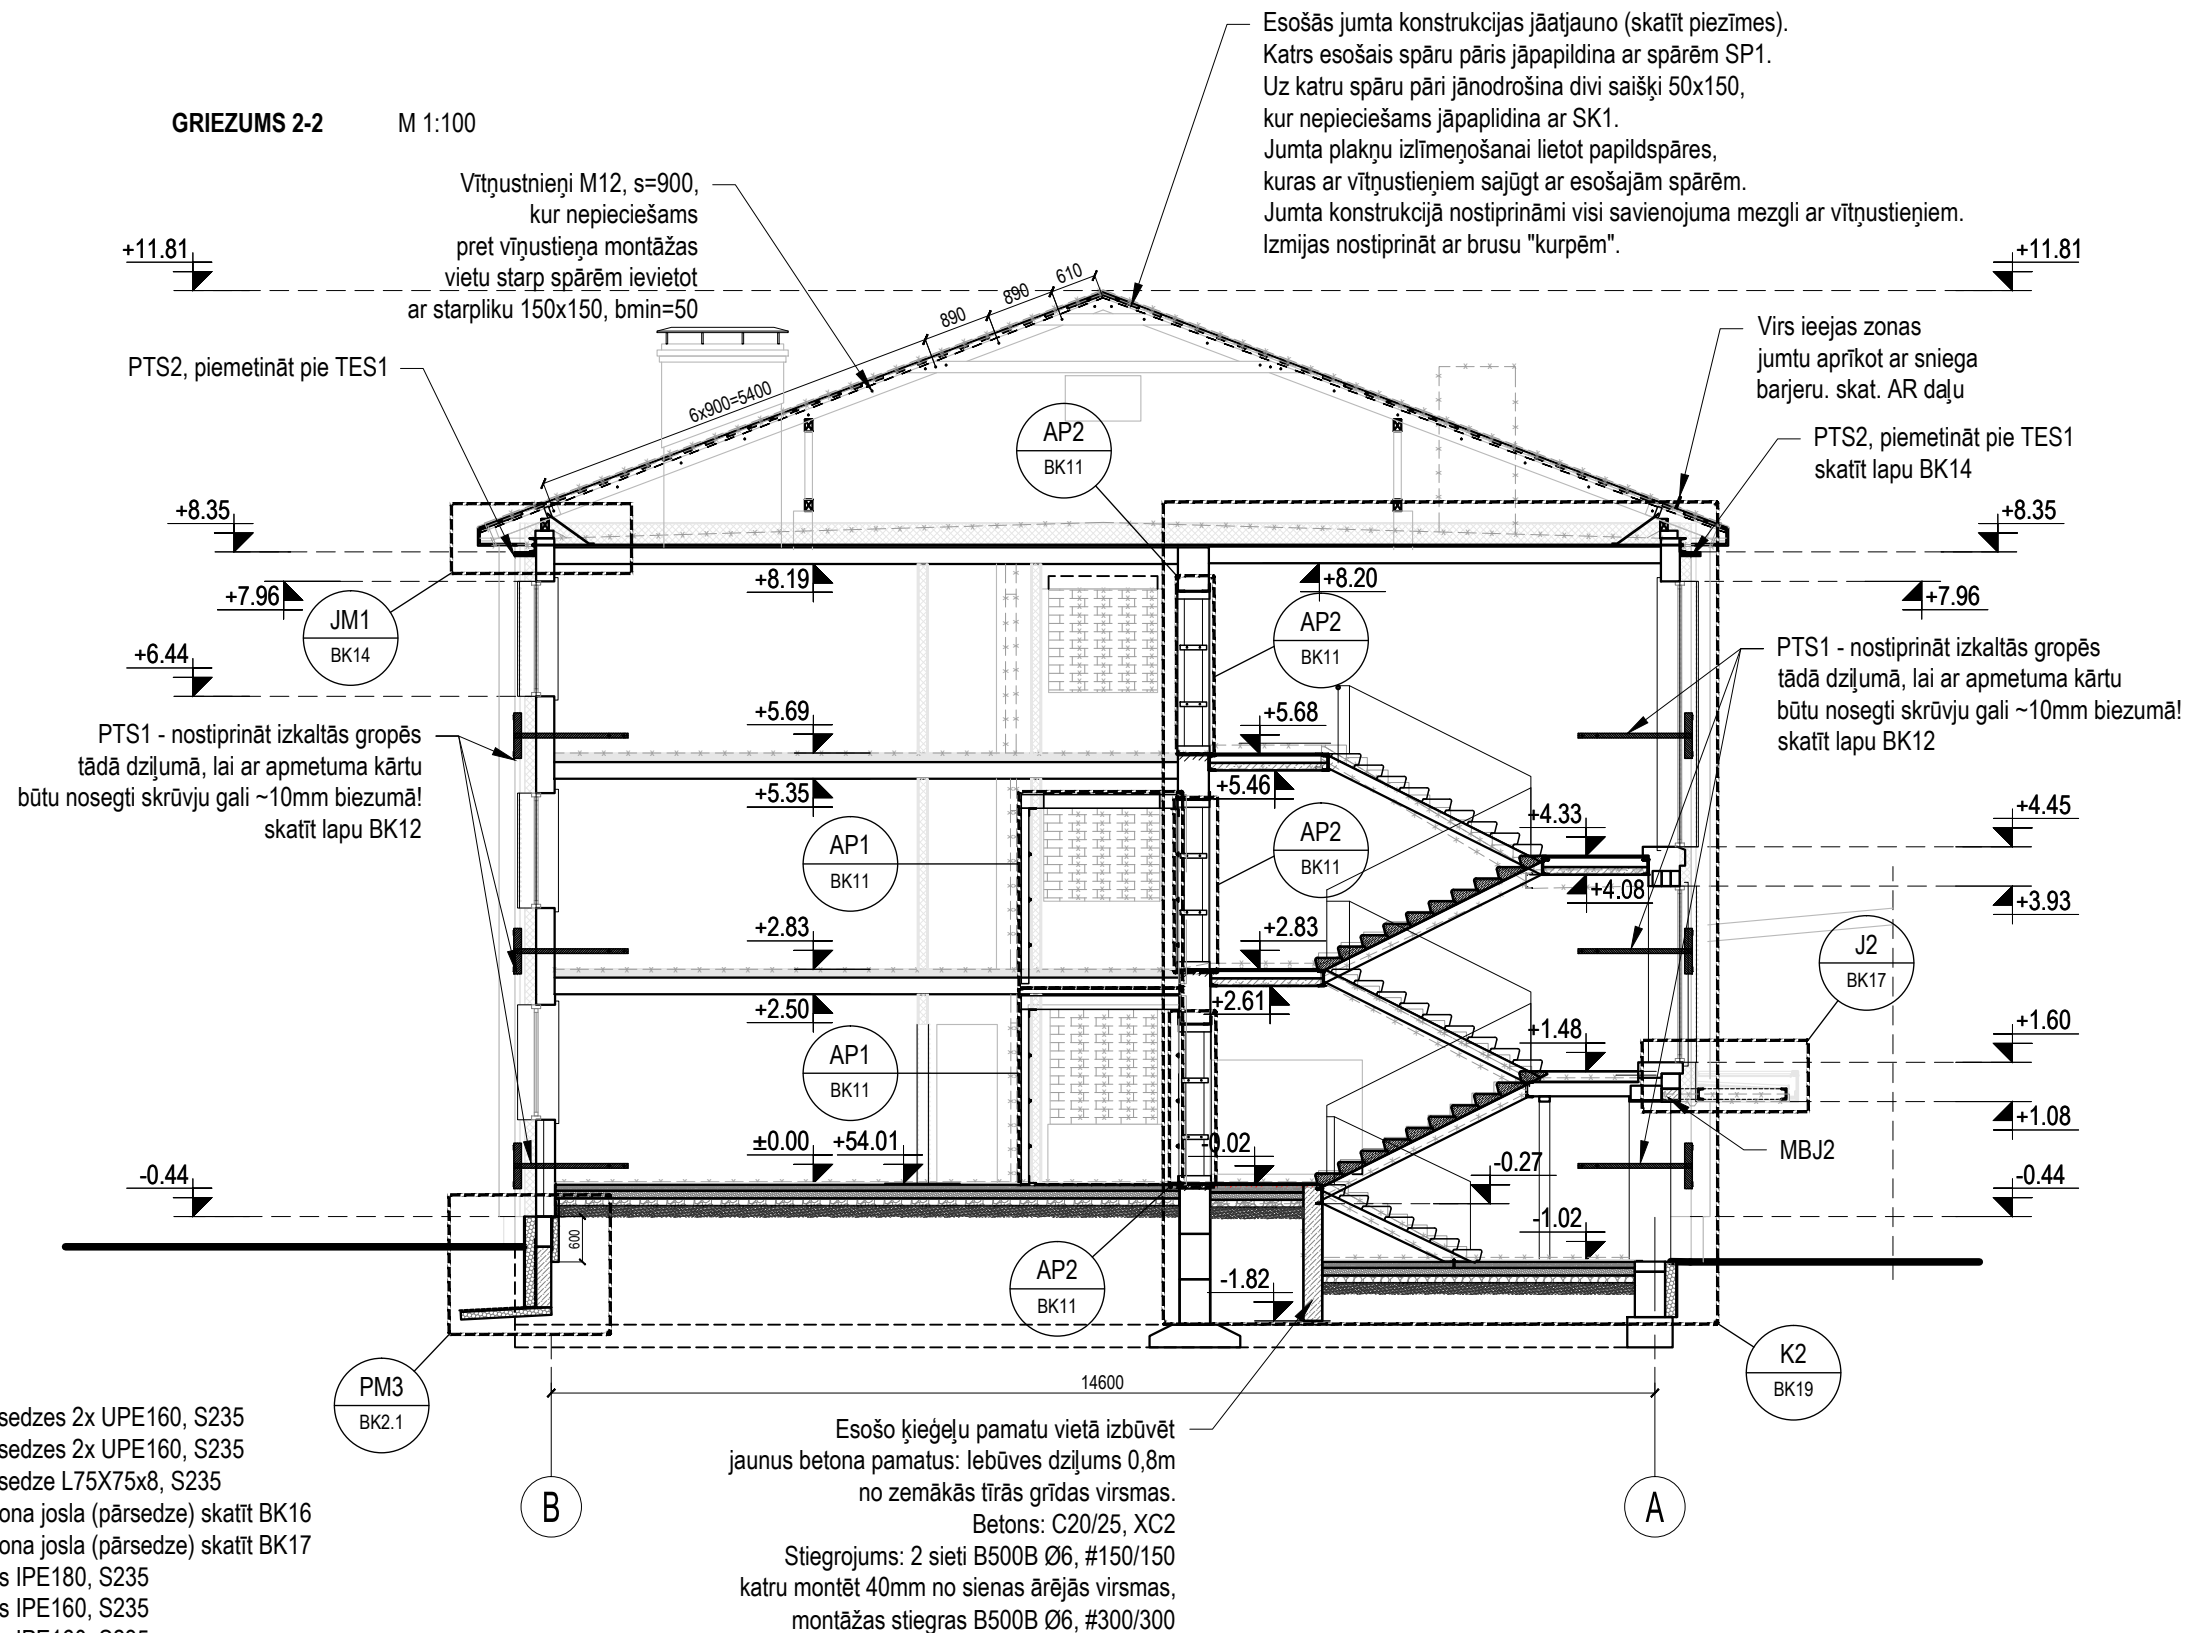 GRIEZUMS 2-2 M 1:100
Esošās jumta konstrukcijas jāatjauno (skatīt piezīmes).
Katrs esošais spāru pāris jāpapildina ar spārēm SP1.
Uz katru spāru pāri jānodrošina divi saišķi 50x150,
kur nepieciešams jāpaplidina ar SK1.
Jumta plakņu izlīmeņošanai lietot papildspāres,
kuras ar vītņustieņiem sajūgt ar esošajām spārēm.
Jumta konstrukcijā nostiprināmi visi savienojuma mezgli ar vītņustieņiem.
Izmijas nostiprināt ar brusu "kurpēm".
Vītņustnieņi M12, s=900,
kur nepieciešams
pret vīņustieņa montāžas
vietu starp spārēm ievietot
ar starpliku 150x150, bmin=50
+11.81
+11.81
610
890
890
6x900=5400
PTS2, piemetināt pie TES1
Virs ieejas zonas
jumtu aprīkot ar sniega
barjeru. skat. AR daļu
PTS2, piemetināt pie TES1
skatīt lapu BK14
AP2
BK11
+8.35
+8.35
+8.19
+8.20
+7.96
+7.96
JM1
BK14
AP2
BK11
+6.44
PTS1 - nostiprināt izkaltās gropēs
tādā dziļumā, lai ar apmetuma kārtu
būtu nosegti skrūvju gali ~10mm biezumā!
skatīt lapu BK12
+5.69
+5.68
PTS1 - nostiprināt izkaltās gropēs
tādā dziļumā, lai ar apmetuma kārtu
būtu nosegti skrūvju gali ~10mm biezumā!
skatīt lapu BK12
+5.35
+5.46
+4.33
+4.45
AP1
BK11
AP2
BK11
+4.08
+3.93
+2.83
+2.83
J2
BK17
+2.50
+2.61
+1.48
+1.60
AP1
BK11
+1.08
±0.00 +54.01
-0.02
MBJ2
-0.27
-0.44
-0.44
600
-1.02
AP2
BK11
-1.82
PM3
BK2.1
K2
BK19
14600
B
A
Esošo ķieģeļu pamatu vietā izbūvēt
jaunus betona pamatus: Iebūves dziļums 0,8m
no zemākās tīrās grīdas virsmas.
Betons: C20/25, XC2
Stiegrojums: 2 sieti B500B Ø6, #150/150
katru montēt 40mm no sienas ārējās virsmas,
montāžas stiegras B500B Ø6, #300/300
sedzes 2x UPE160, S235
sedzes 2x UPE160, S235
sedze L75X75x8, S235
ona josla (pārsedze) skatīt BK16
ona josla (pārsedze) skatīt BK17
s IPE180, S235
s IPE160, S235